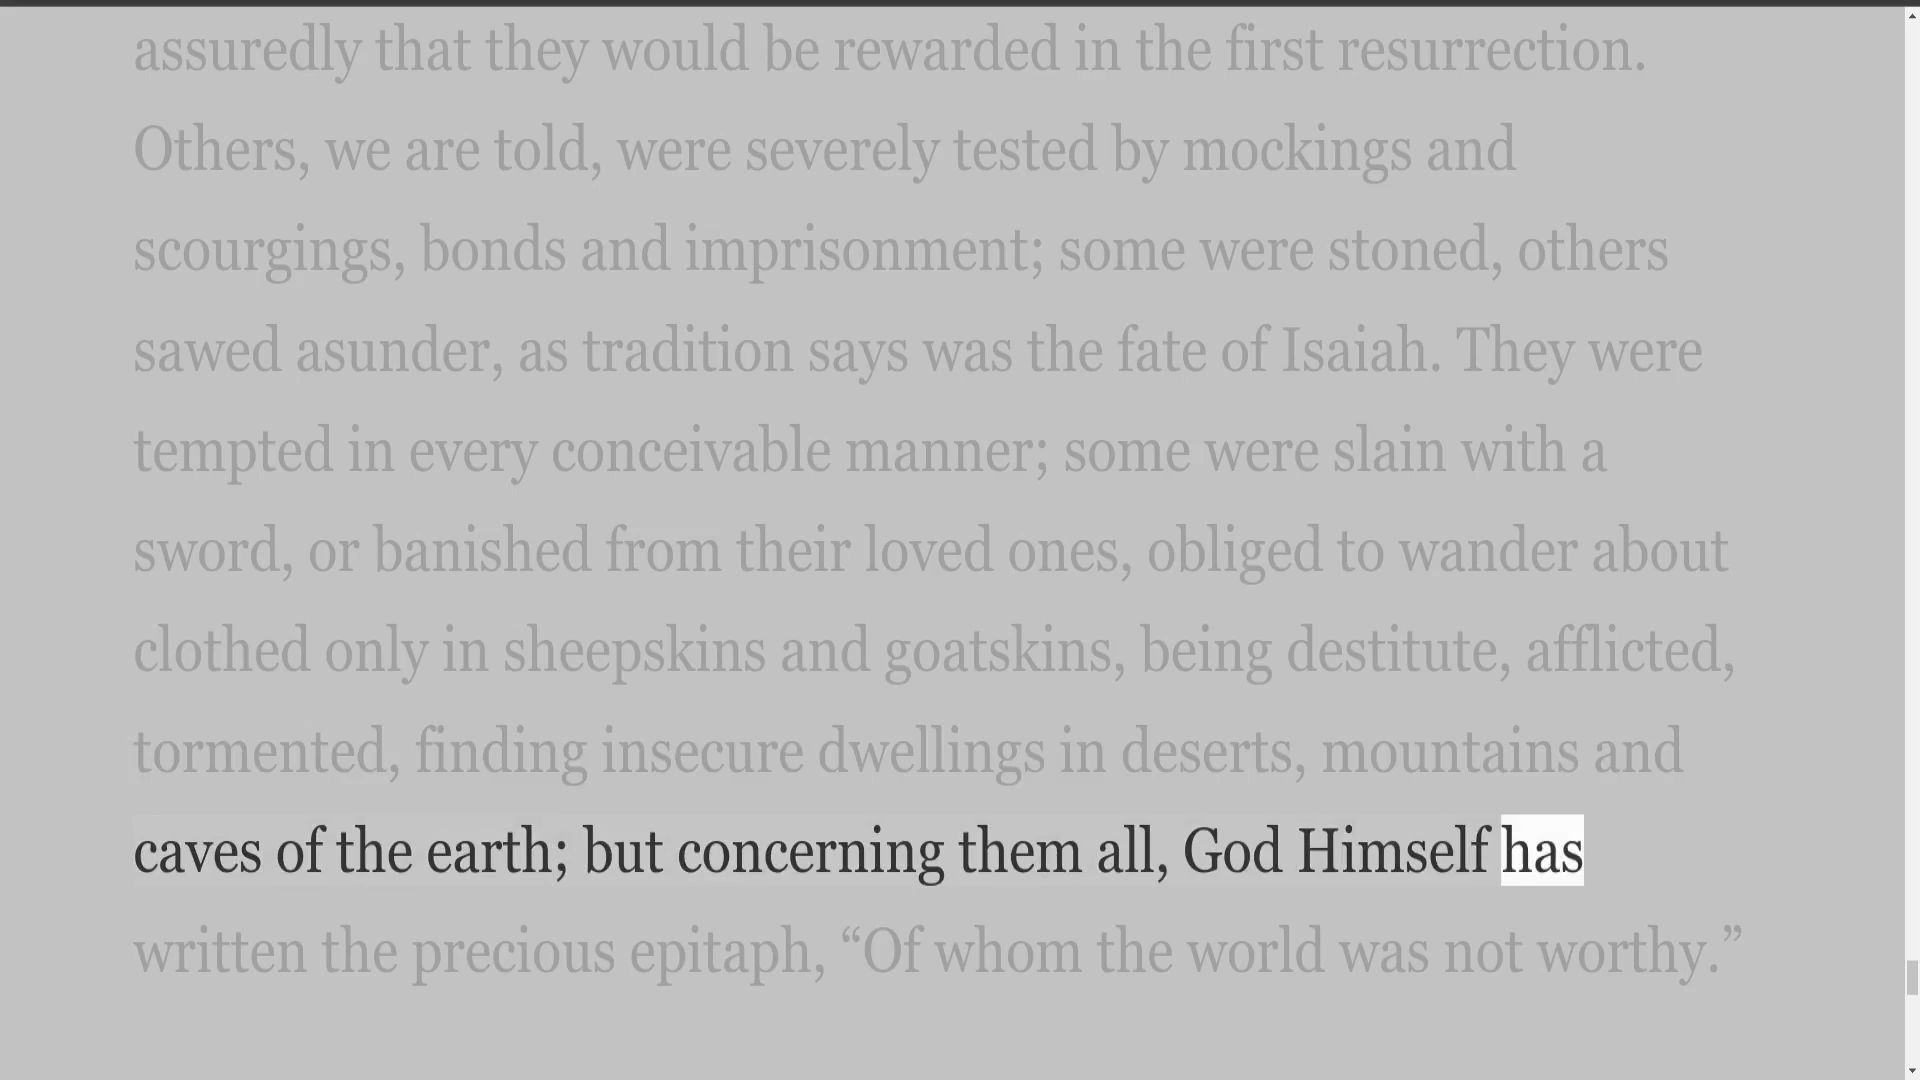 assuredly that they would be rewarded in the first resurrection.
Others, we are told, were severely tested by mockings and
scourgings, bonds and imprisonment; some were stoned, others
sawed asunder, as tradition says was the fate of Isaiah. They were
tempted in every conceivable manner; some were slain with a
sword, or banished from their loved ones, obliged to wander about
clothed only in sheepskins and goatskins, being destitute, afflicted,
tormented, finding insecure dwellings in deserts, mountains and
caves of the earth; but concerning them all, God Himself has
written the precious epitaph, “Of whom the world was not worthy.”